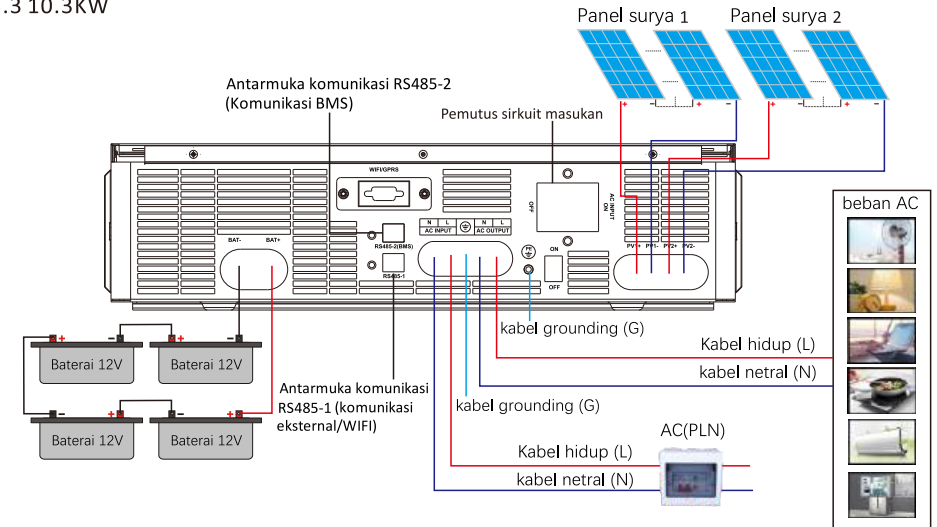 .3 10.3KW
Panel surya 1
Panel surya 2
+ - + -
+ - + -
Antarmuka komunikasi RS485-2
(Komunikasi BMS)
Pemutus sirkuit masukan
WIFI/GPRS
OFF
AC INPUT
ON
N L
AC INPUT
N L
AC OUTPUT
RS485-2(BMS)
RS485-1
BAT- BAT+
PE
ON
OFF
PV1+ PV1- PV2+ PV2-
beban AC
kabel grounding (G)
Kabel hidup (L)
kabel netral (N)
+ -
Baterai 12V
+ -
Baterai 12V
- +
Baterai 12V
- +
Baterai 12V
Antarmuka komunikasi
RS485-1 (komunikasi
eksternal/WIFI)
kabel grounding (G)
AC(PLN)
Kabel hidup (L)
kabel netral (N)